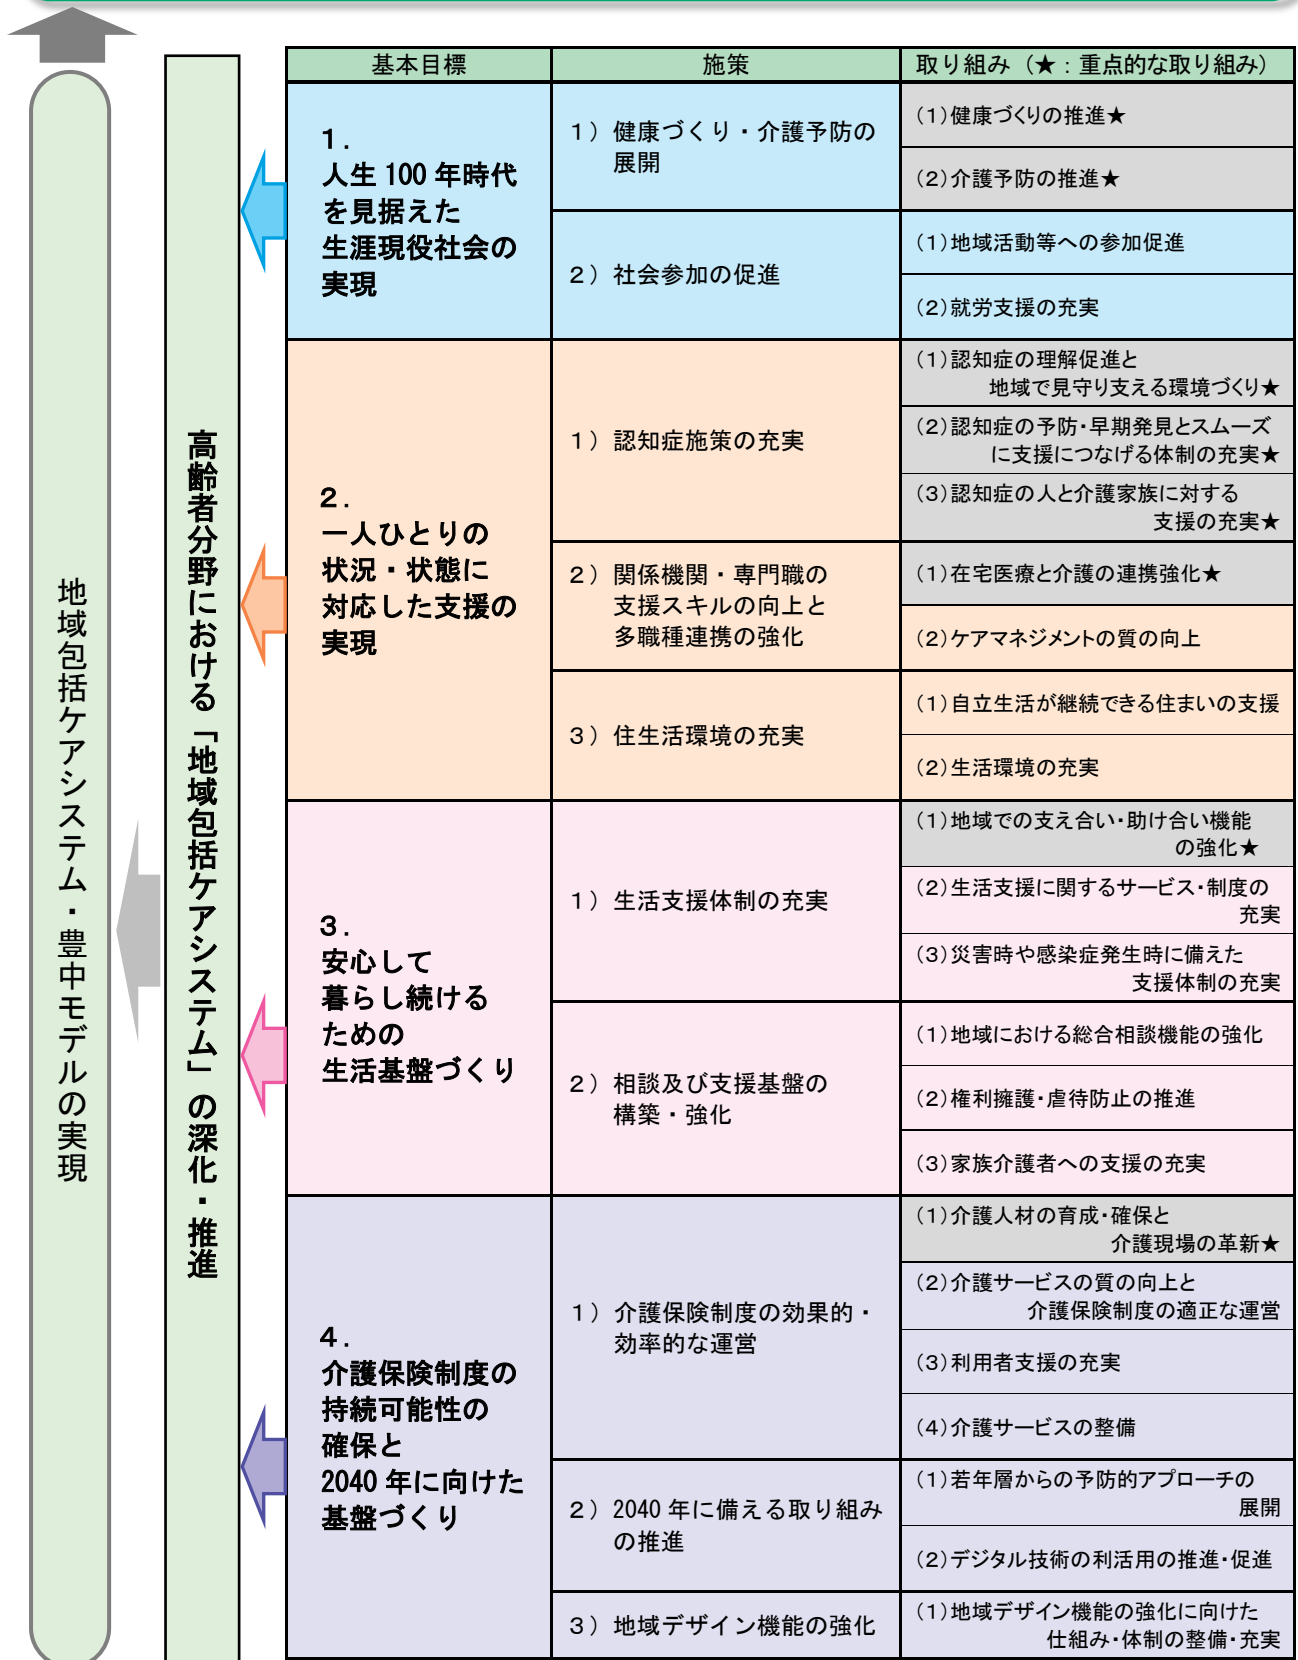 地域包括ケアシステム・豊中モデルの実現
高齢者分野における「地域包括ケアシステム」の深化・推進
基本目標
施策
取り組み（★：重点的な取り組み）
1.
人生100年時代
を見据えた
生涯現役社会の
実現
1）健康づくり・介護予防の
展開
(1)健康づくりの推進★
(2)介護予防の推進★
2）社会参加の促進
(1)地域活動等への参加促進
(2)就労支援の充実
2.
一人ひとりの
状況・状態に
対応した支援の
実現
1）認知症施策の充実
(1)認知症の理解促進と
地域で見守り支える環境づくり★
(2)認知症の予防・早期発見とスムーズ
に支援につなげる体制の充実★
(3)認知症の人と介護家族に対する
支援の充実★
2）関係機関・専門職の
支援スキルの向上と
多職種連携の強化
(1)在宅医療と介護の連携強化★
(2)ケアマネジメントの質の向上
3）住生活環境の充実
(1)自立生活が継続できる住まいの支援
(2)生活環境の充実
3.
安心して
暮らし続ける
ための
生活基盤づくり
1）生活支援体制の充実
(1)地域での支え合い・助け合い機能
の強化★
(2)生活支援に関するサービス・制度の
充実
(3)災害時や感染症発生時に備えた
支援体制の充実
2）相談及び支援基盤の
構築・強化
(1)地域における総合相談機能の強化
(2)権利擁護・虐待防止の推進
(3)家族介護者への支援の充実
4.
介護保険制度の
持続可能性の
確保と
2040年に向けた
基盤づくり
1）介護保険制度の効果的・
効率的な運営
(1)介護人材の育成・確保と
介護現場の革新★
(2)介護サービスの質の向上と
介護保険制度の適正な運営
(3)利用者支援の充実
(4)介護サービスの整備
2）2040年に備える取り組み
の推進
(1)若年層からの予防的アプローチの
展開
(2)デジタル技術の利活用の推進・促進
3）地域デザイン機能の強化
(1)地域デザイン機能の強化に向けた
仕組み・体制の整備・充実